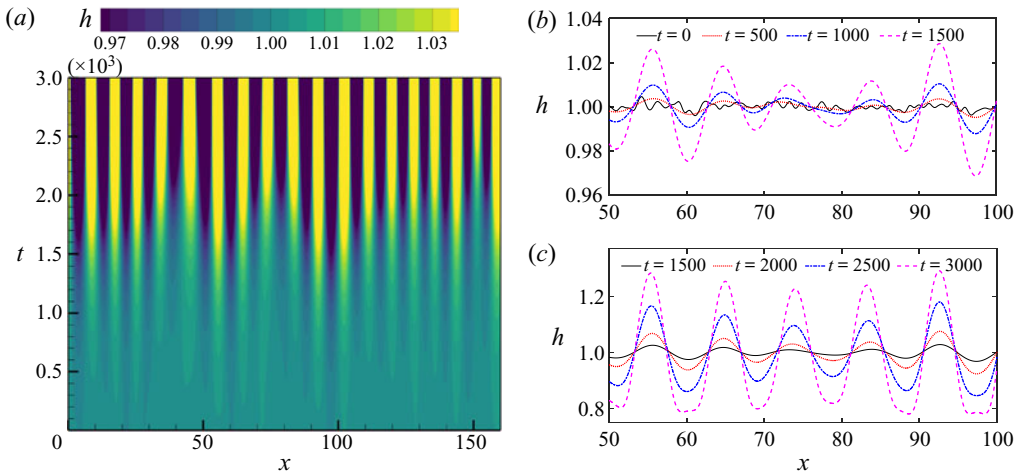 (a)
h
0.97 0.98 0.99 1.00 1.01 1.02 1.03
(×10³)
3.0
2.5
2.0
t
1.5
1.0
0.5
0
0 50 100 150
x
(b)
t = 0 t = 500 t = 1000 t = 1500
1.04
1.02
h
1.00
0.98
0.96
50 60 70 80 90 100
(c)
t = 1500 t = 2000 t = 2500 t = 3000
1.2
h
1.0
0.8
50 60 70 80 90 100
x